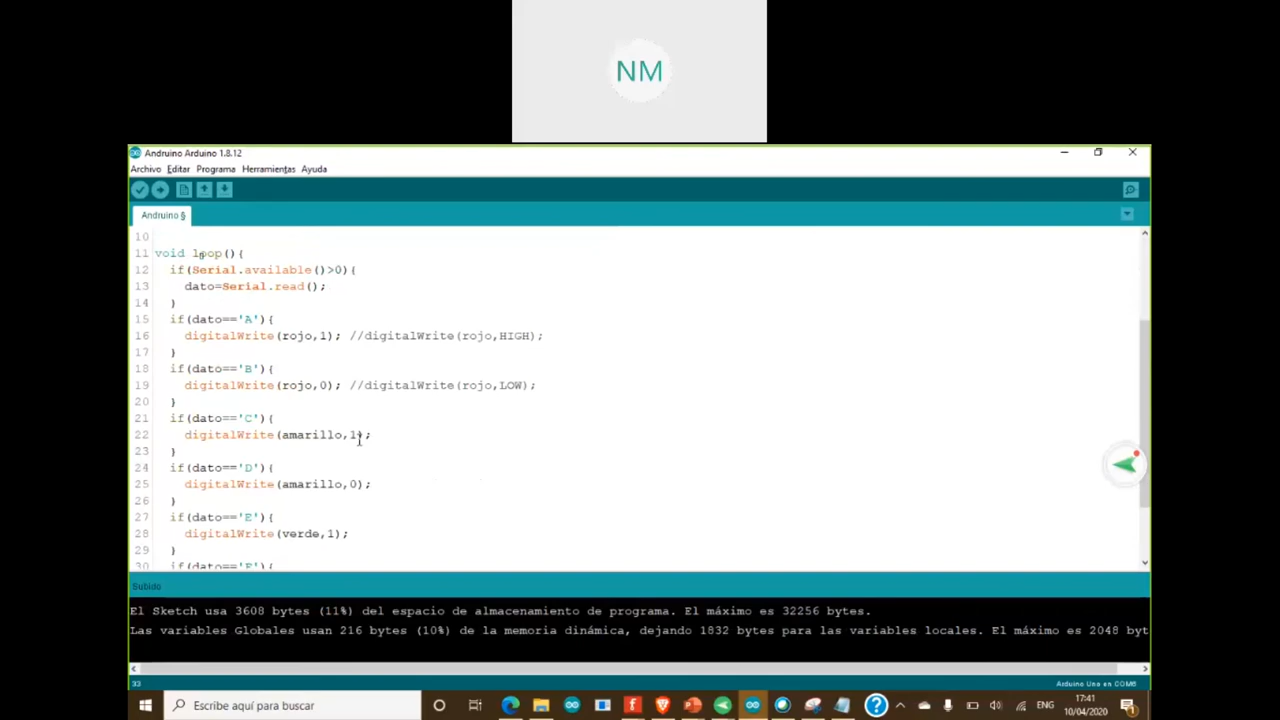 NM
Andruino Arduino 1.8.12
Archivo Editar Programa Herramientas Ayuda
Andruino §
10
11 void loop(){
12 if(Serial.available()>0){
13 dato=Serial.read();
14 }
15 if(dato=='A'){
16 digitalWrite(rojo,1); //digitalWrite(rojo,HIGH);
17 }
18 if(dato=='B'){
19 digitalWrite(rojo,0); //digitalWrite(rojo,LOW);
20 }
21 if(dato=='C'){
22 digitalWrite(amarillo,1);
23 }
24 if(dato=='D'){
25 digitalWrite(amarillo,0);
26 }
27 if(dato=='E'){
28 digitalWrite(verde,1);
29 }
30 if(dato=='F'){
Subido
El Sketch usa 3608 bytes (11%) del espacio de almacenamiento de programa. El máximo es 32256 bytes.
Las variables Globales usan 216 bytes (10%) de la memoria dinámica, dejando 1832 bytes para las variables locales. El máximo es 2048 byt
33 Arduino Uno en COM6
Escribe aquí para buscar
ENG
17:41
10/04/2020